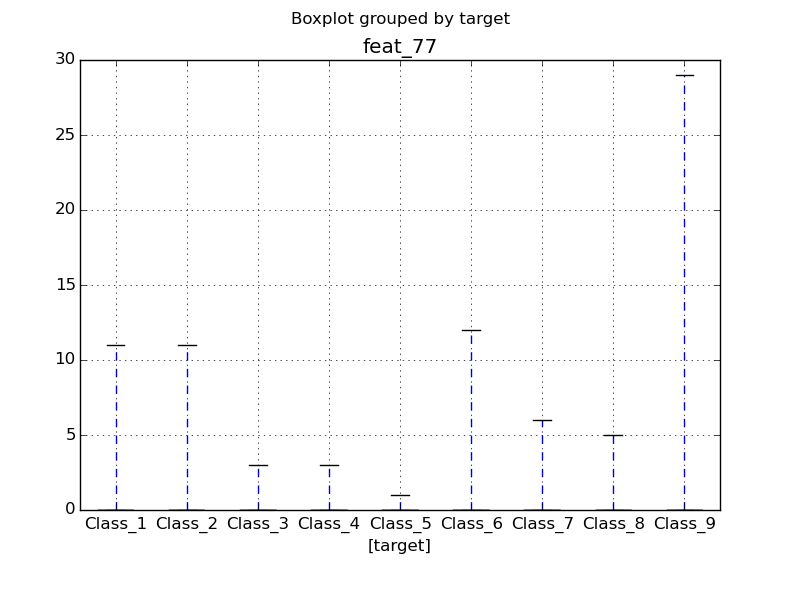 Boxplot grouped by target
feat_77
30
25
20
15
10
5
0
Class_1 Class_2 Class_3 Class_4 Class_5 Class_6 Class_7 Class_8 Class_9
[target]